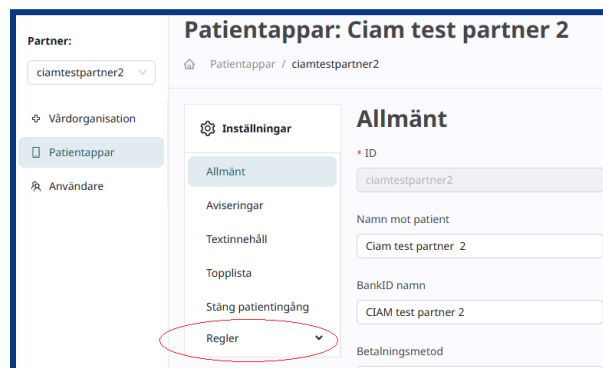 Partner:
ciamtestpartner2
Vårdorganisation
Patientappar
Användare
Patientappar: Ciam test partner 2
Patientappar / ciamtestpartner2
Inställningar
Allmänt
Aviseringar
Textinnehåll
Topplista
Stäng patientingång
Regler
Allmänt
* ID
ciamtestpartner2
Namn mot patient
Ciam test partner 2
BankID namn
CIAM test partner 2
Betalningsmetod